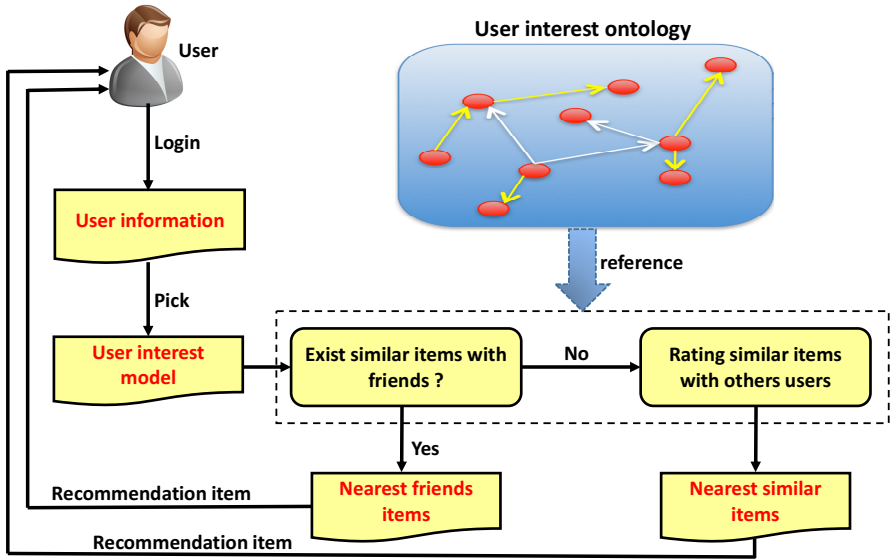 User interest ontology
User
Login
User information
reference
Pick
User interest
model
Exist similar items with
friends ?
No
Rating similar items
with others users
Yes
Recommendation item
Nearest friends
items
Nearest similar
items
Recommendation item